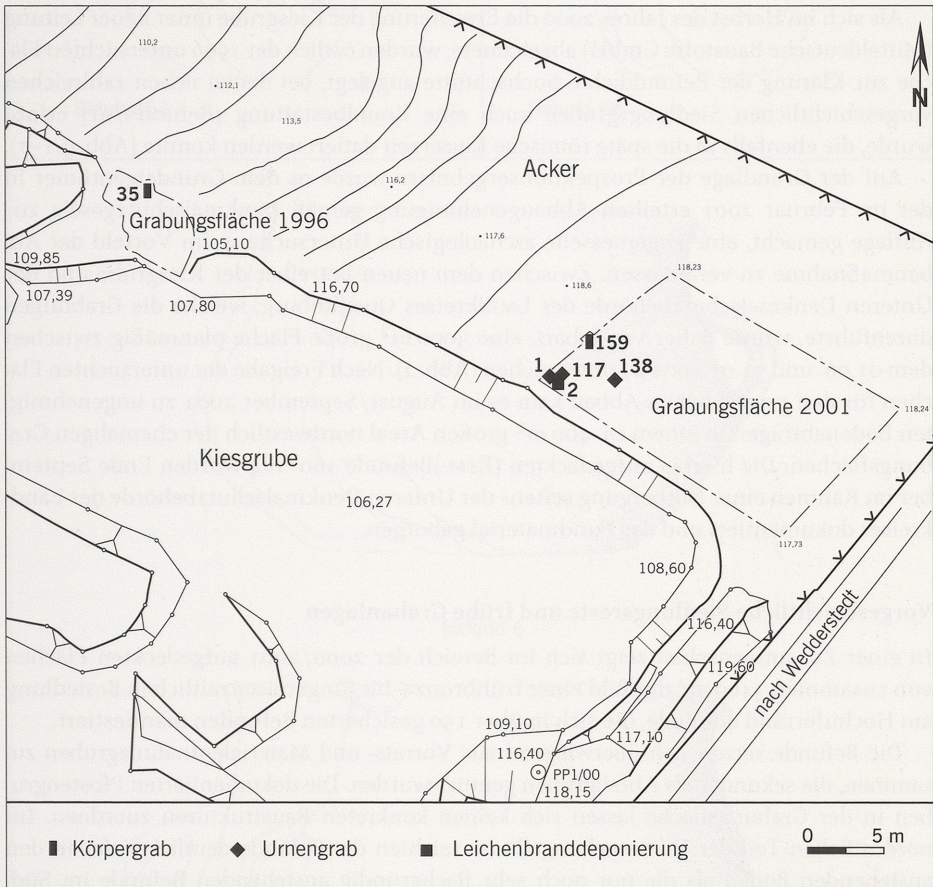 110,2
112,1
N
113,5
Acker
116,2
35
Grabungsfläche 1996
117,6
105,10
109,85
118,23
107,39
107,80
116,70
118,6
159
1
117
138
2
Grabungsfläche 2001
118,24
Kiesgrube
106,27
117,73
108,60
116,40
nach Wedderstedt
119,60
109,10
117,10
116,40
PP1/00
118,15
Körpergrab
Urnengrab
Leichenbranddeponierung
0
5 m